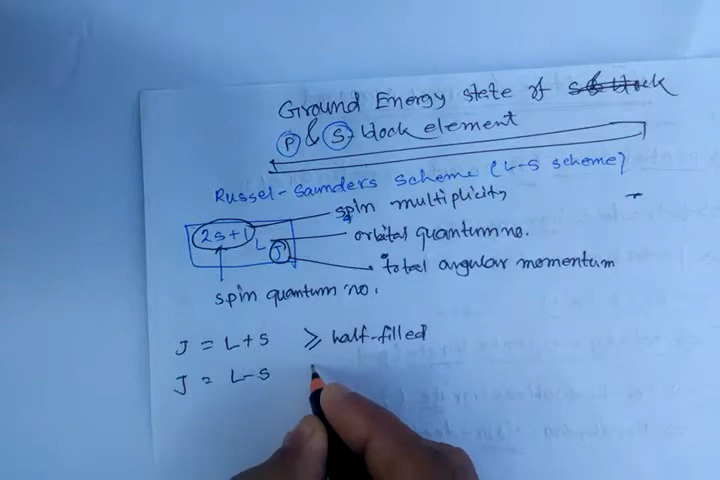 Ground Energy state of
P & S-block element
Russel-Saunders Scheme (L-S scheme)
spin multiplicity
2s+1 L J
orbital quantum no.
total angular momentum
spin quantum no.
J = L+S ≥ half-filled
J = L-S